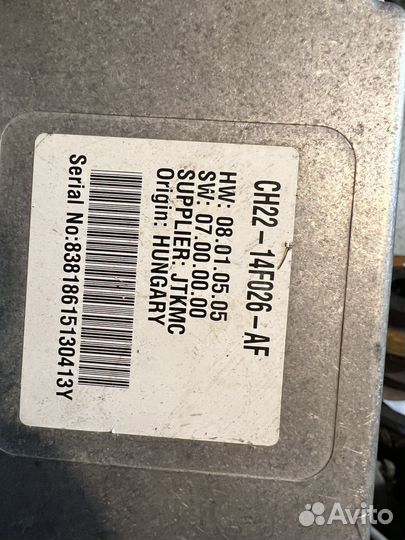 CH22-14F026-AF
HW: 08.01.05.05
SW: 07.00.00.00
SUPPLIER: JTKMC
Origin: HUNGARY
Serial No:83818615130413Y
Avito